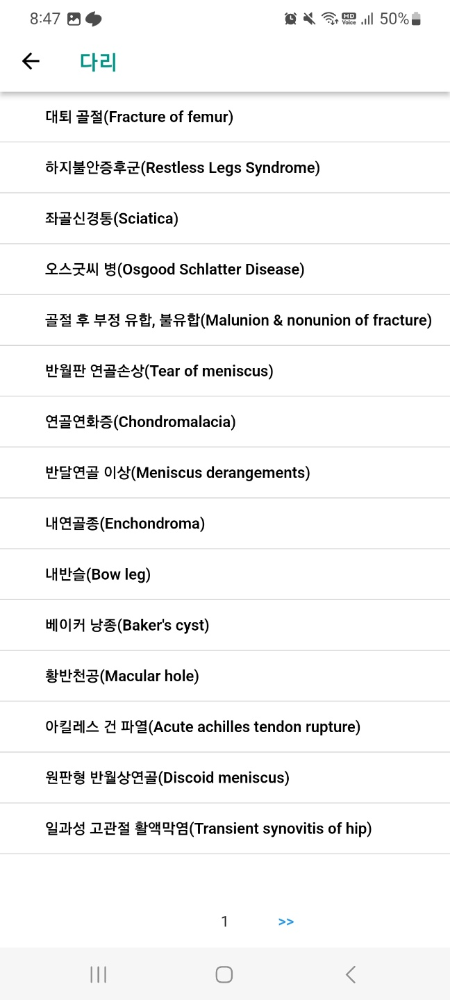 8:47
HD Voice
50%
다리
대퇴 골절(Fracture of femur)
하지불안증후군(Restless Legs Syndrome)
좌골신경통(Sciatica)
오스굿씨 병(Osgood Schlatter Disease)
골절 후 부정 유합, 불유합(Malunion & nonunion of fracture)
반월판 연골손상(Tear of meniscus)
연골연화증(Chondromalacia)
반달연골 이상(Meniscus derangements)
내연골종(Enchondroma)
내반슬(Bow leg)
베이커 낭종(Baker's cyst)
황반천공(Macular hole)
아킬레스 건 파열(Acute achilles tendon rupture)
원판형 반월상연골(Discoid meniscus)
일과성 고관절 활액막염(Transient synovitis of hip)
1 >>